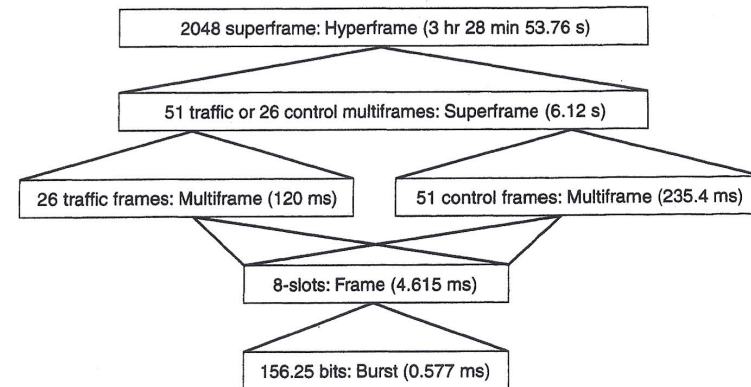 2048 superframe: Hyperframe (3 hr 28 min 53.76 s)
51 traffic or 26 control multiframes: Superframe (6.12 s)
26 traffic frames: Multiframe (120 ms)
51 control frames: Multiframe (235.4 ms)
8-slots: Frame (4.615 ms)
156.25 bits: Burst (0.577 ms)